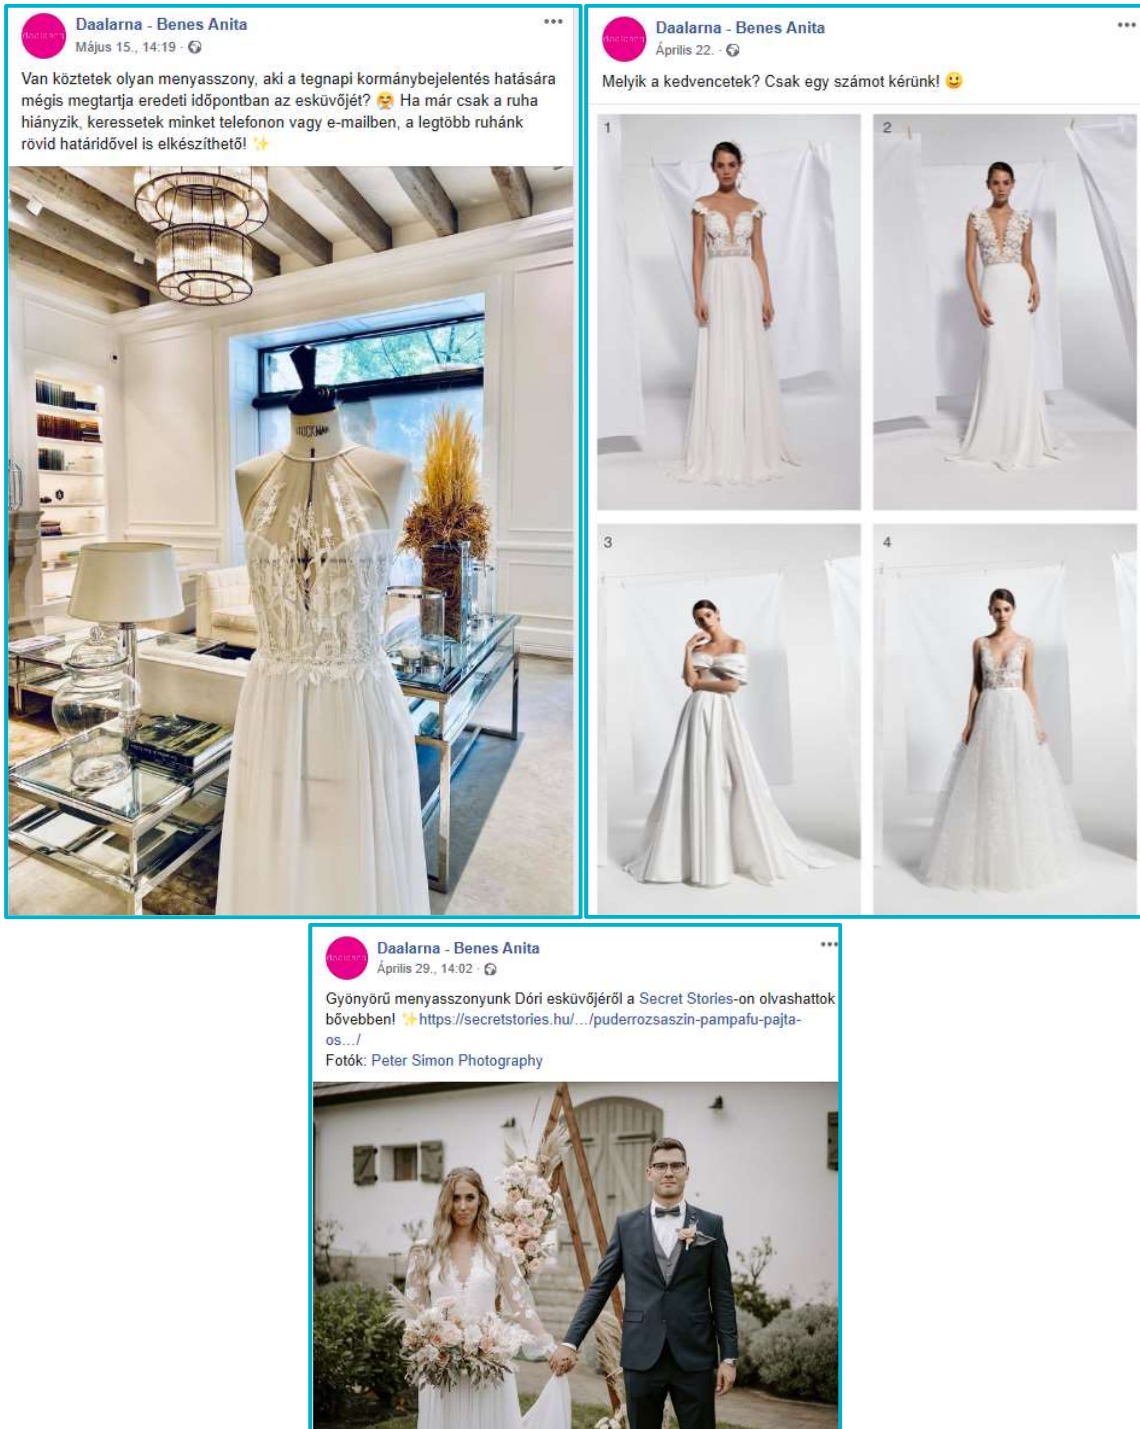 Daalarna - Benes Anita
Május 15., 14:19 ·
Van köztetek olyan menyasszony, aki a tegnapi kormánybejelentés hatására
mégis megtartja eredeti időpontban az esküvőjét? 🤗 Ha már csak a ruha
hiányzik, keressetek minket telefonon vagy e-mailben, a legtöbb ruhánk
rövid határidővel is elkészíthető! ✨
Daalarna - Benes Anita
Április 22. ·
Melyik a kedvencetek? Csak egy számot kérünk! 😀
1
2
3
4
Daalarna - Benes Anita
Április 29., 14:02 ·
Gyönyörű menyasszonyunk Dóri esküvőjéről a Secret Stories-on olvashattok
bővebben! ✨https://secretstories.hu/.../puderrozsaszin-pampafu-pajta-
os.../
Fotók: Peter Simon Photography